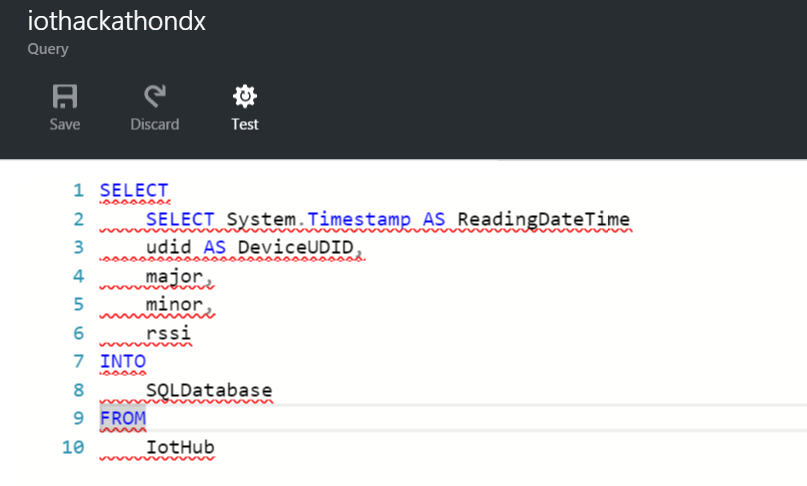 iothackathondx
Query
Save Discard Test
1 SELECT
2 SELECT System.Timestamp AS ReadingDateTime
3 udid AS DeviceUDID,
4 major,
5 minor,
6 rssi
7 INTO
8 SQLDatabase
9 FROM
10 IotHub